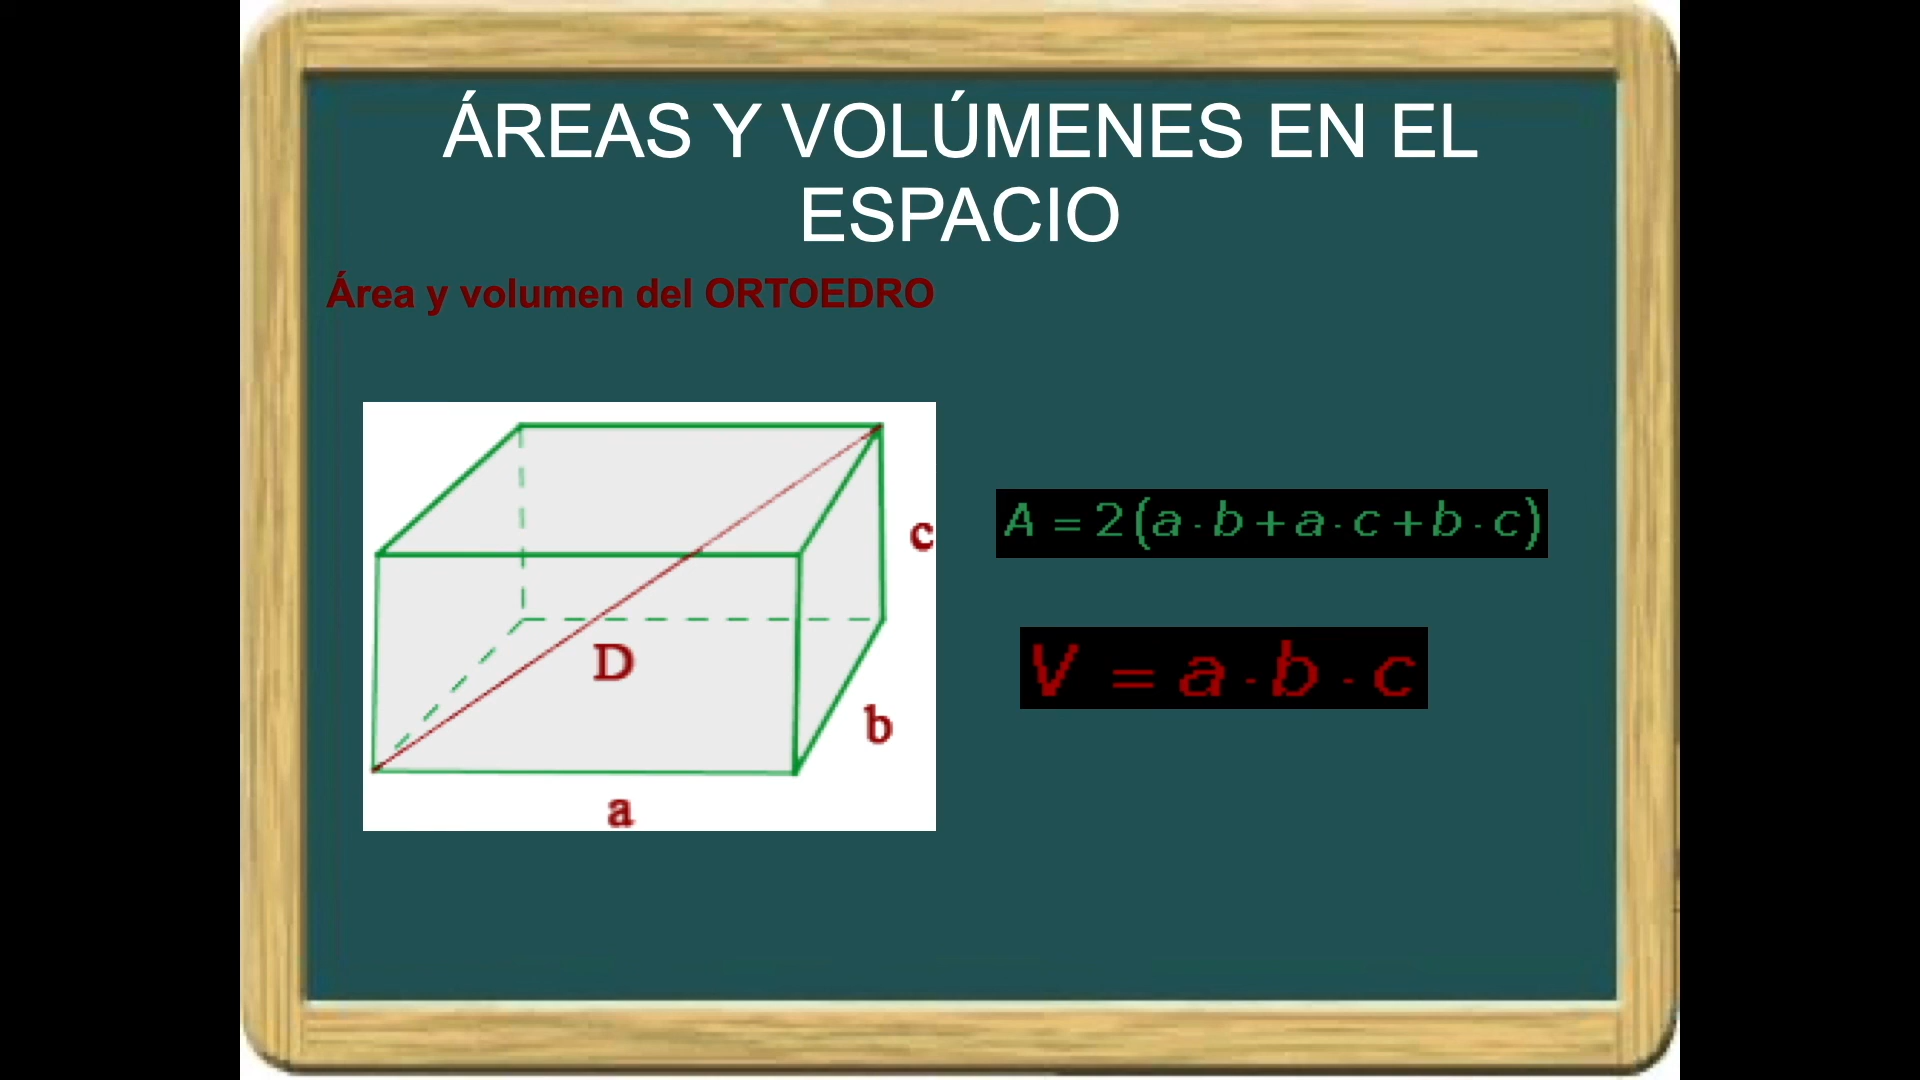 ÁREAS Y VOLÚMENES EN EL
ESPACIO
Área y volumen del ORTOEDRO
c
A = 2(a · b + a · c + b · c)
D
V = a · b · c
b
a